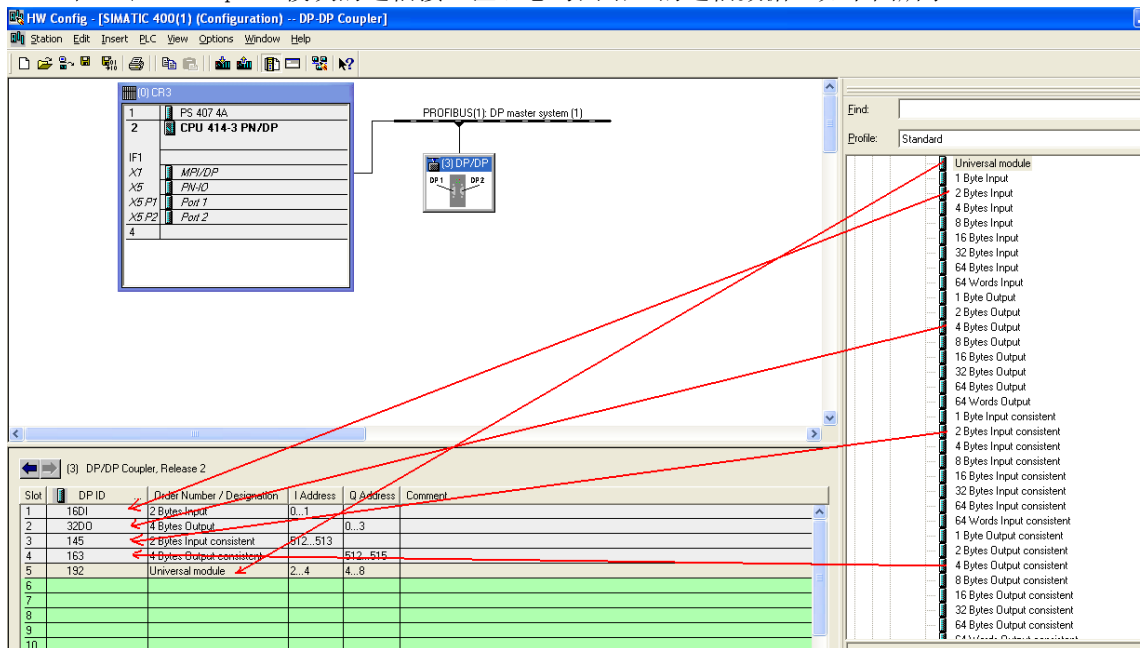 HW Config - [SIMATIC 400(1) (Configuration) -- DP-DP Coupler]
Station Edit Insert PLC View Options Window Help
(0) CR3
1 PS 407 4A
2 CPU 414-3 PN/DP
IF1
X1 MPI/DP
X5 PN-IO
X5 P1 Port 1
X5 P2 Port 2
4
PROFIBUS(1): DP master system (1)
(3) DP/DP
DP1 DP2
Find:
Profile: Standard
Universal module
1 Byte Input
2 Bytes Input
4 Bytes Input
8 Bytes Input
16 Bytes Input
32 Bytes Input
64 Bytes Input
64 Words Input
1 Byte Output
2 Bytes Output
4 Bytes Output
8 Bytes Output
16 Bytes Output
32 Bytes Output
64 Bytes Output
64 Words Output
1 Byte Input consistent
2 Bytes Input consistent
4 Bytes Input consistent
8 Bytes Input consistent
16 Bytes Input consistent
32 Bytes Input consistent
64 Bytes Input consistent
64 Words Input consistent
1 Byte Output consistent
2 Bytes Output consistent
4 Bytes Output consistent
8 Bytes Output consistent
16 Bytes Output consistent
32 Bytes Output consistent
64 Bytes Output consistent
64 Words Output consistent
(3) DP/DP Coupler, Release 2
Slot DP ID ... Order Number / Designation I Address Q Address Comment
1 16DI 2 Bytes Input 0...1
2 32DO 4 Bytes Output 0...3
3 145 2 Bytes Input consistent 512...513
4 163 4 Bytes Output consistent 512...515
5 192 Universal module 2...4 4...8
6
7
8
9
10